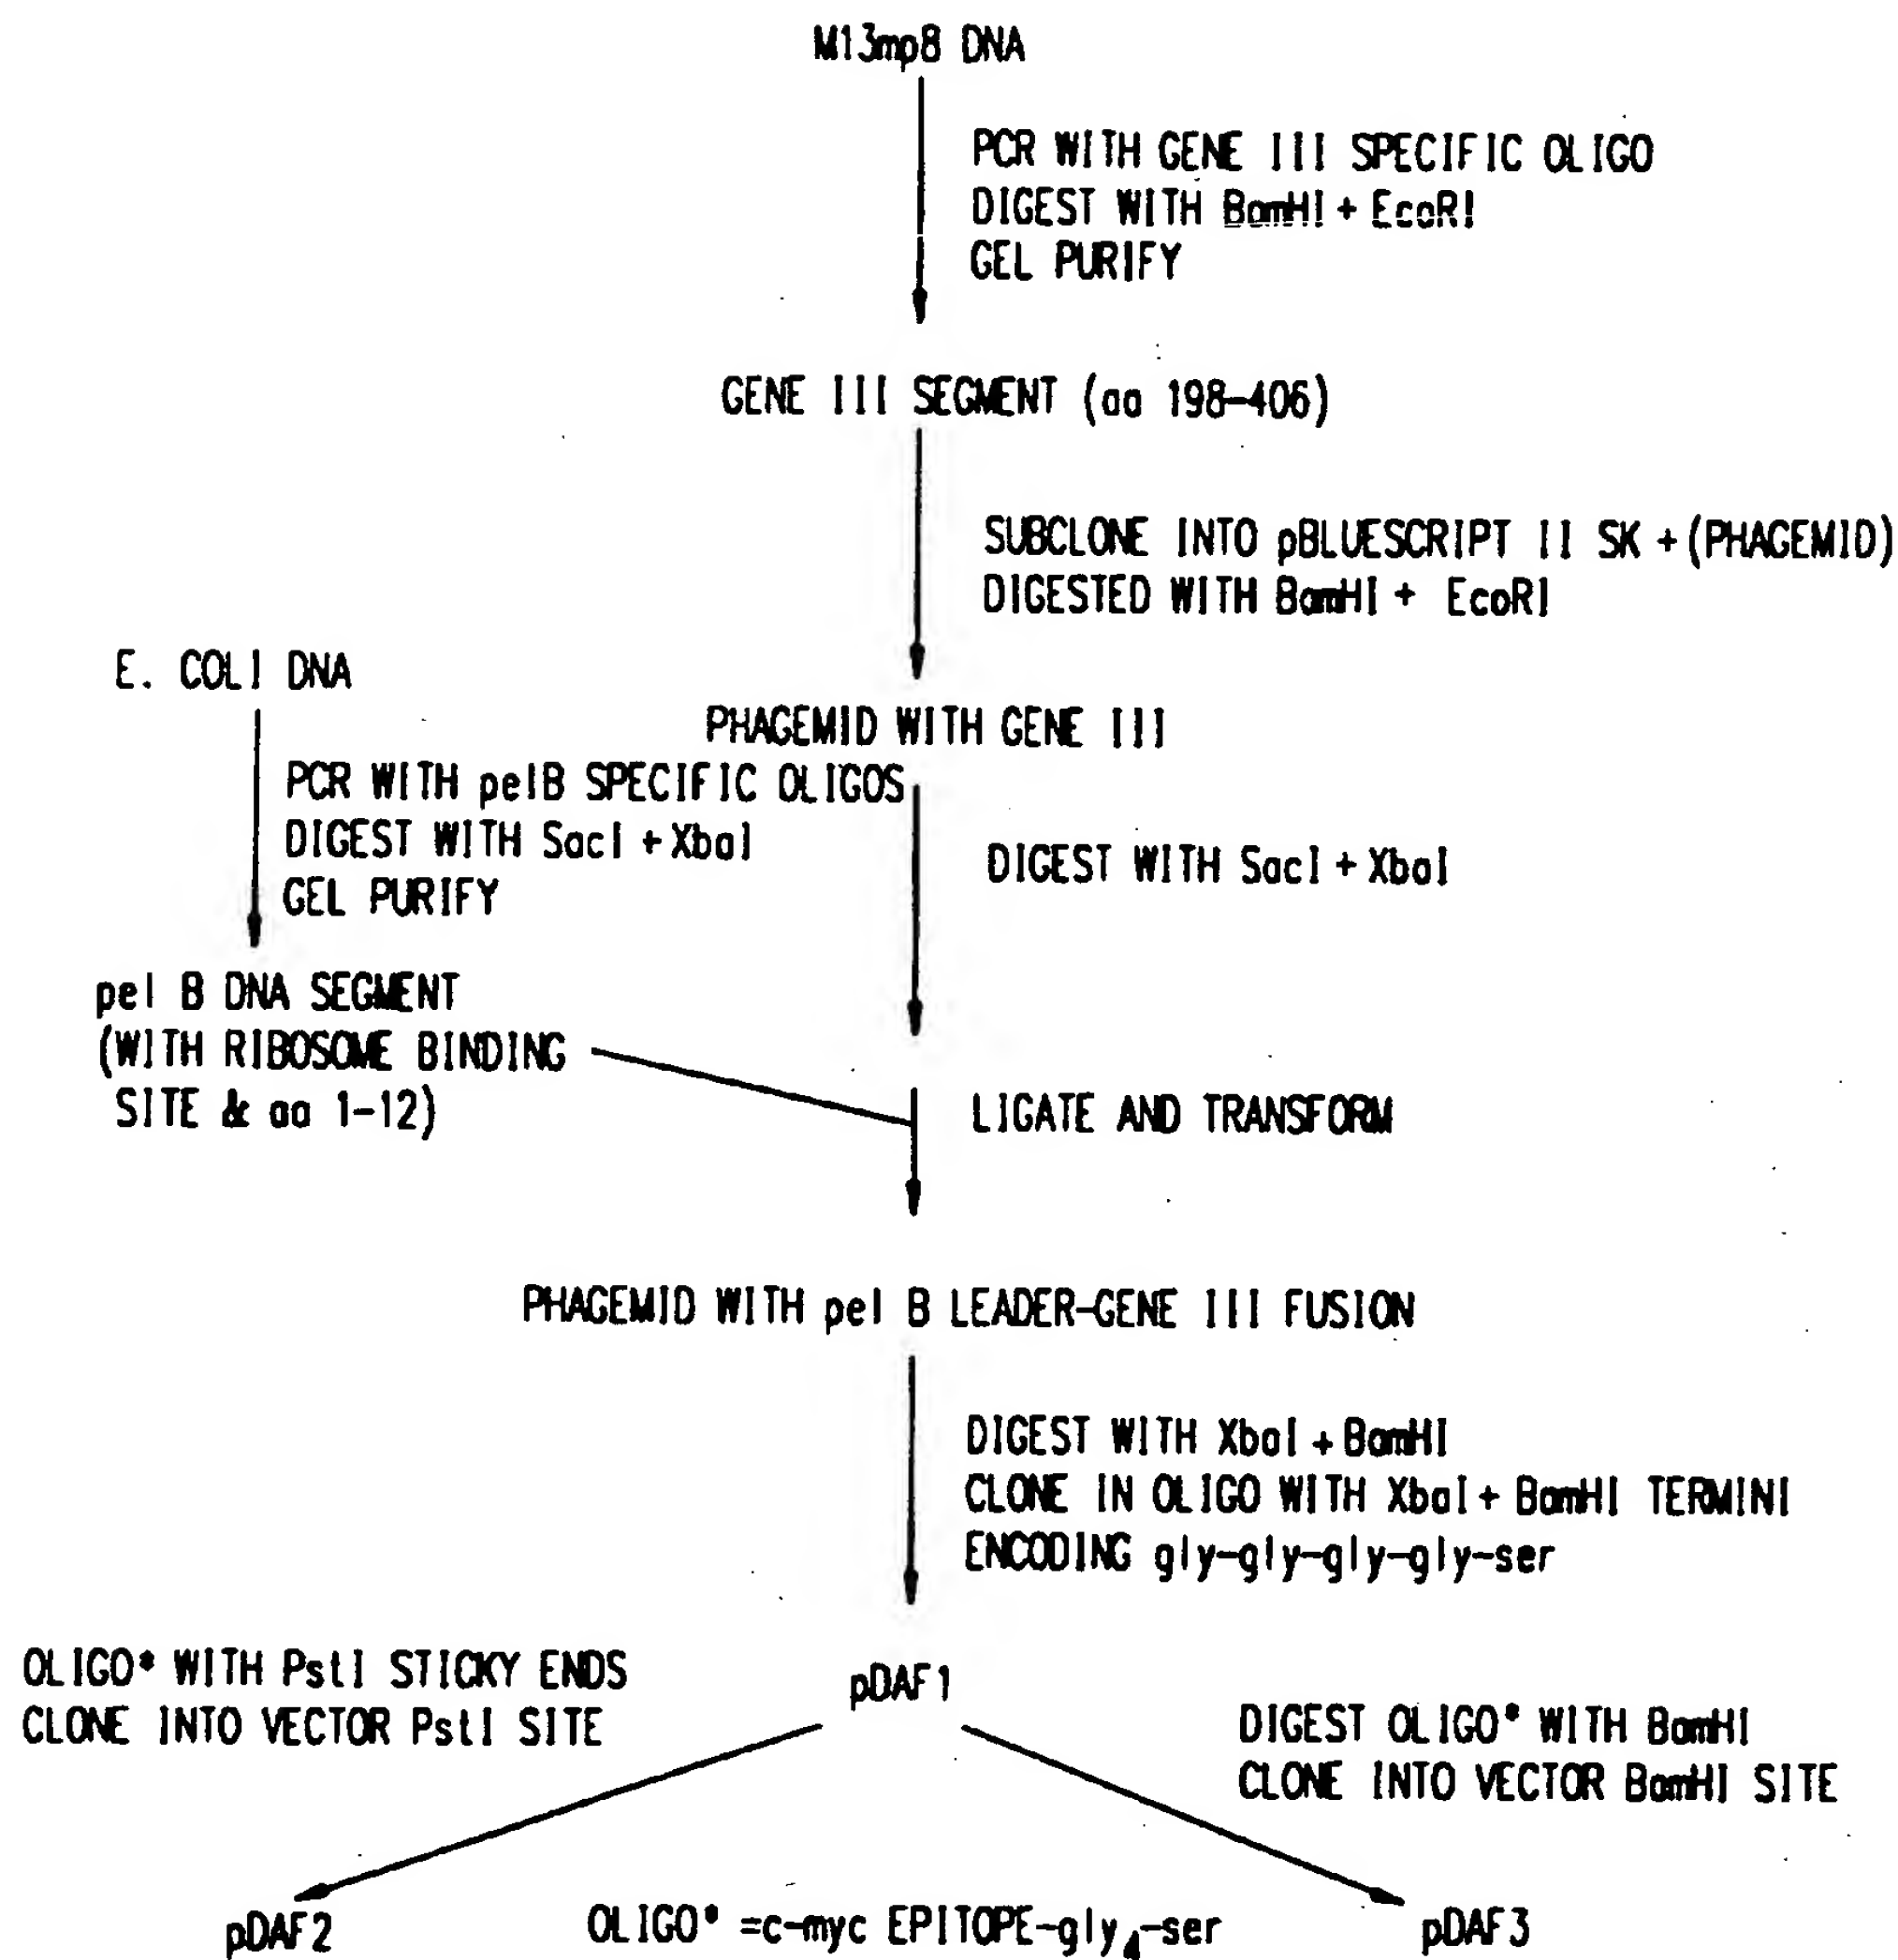 M13mp8 DNA
PCR WITH GENE III SPECIFIC OLIGO
DIGEST WITH BamHI + EcoRI
GEL PURIFY
GENE III SEGMENT (aa 198-406)
SUBCLONE INTO pBLUESCRIPT II SK + (PHAGEMID)
DIGESTED WITH BamHI + EcoRI
E. COLI DNA
PHAGEMID WITH GENE III
PCR WITH pelB SPECIFIC OLIGOS
DIGEST WITH SacI + XbaI
GEL PURIFY
DIGEST WITH SacI + XbaI
pel B DNA SEGMENT
(WITH RIBOSOME BINDING
SITE & aa 1-12)
LIGATE AND TRANSFORM
PHAGEMID WITH pel B LEADER-GENE III FUSION
DIGEST WITH XbaI + BamHI
CLONE IN OLIGO WITH XbaI + BamHI TERMINI
ENCODING gly-gly-gly-gly-ser
OLIGO* WITH PstI STICKY ENDS
CLONE INTO VECTOR PstI SITE
pDAF1
DIGEST OLIGO* WITH BamHI
CLONE INTO VECTOR BamHI SITE
pDAF2
OLIGO* =c-myc EPITOPE-gly₄-ser
pDAF3